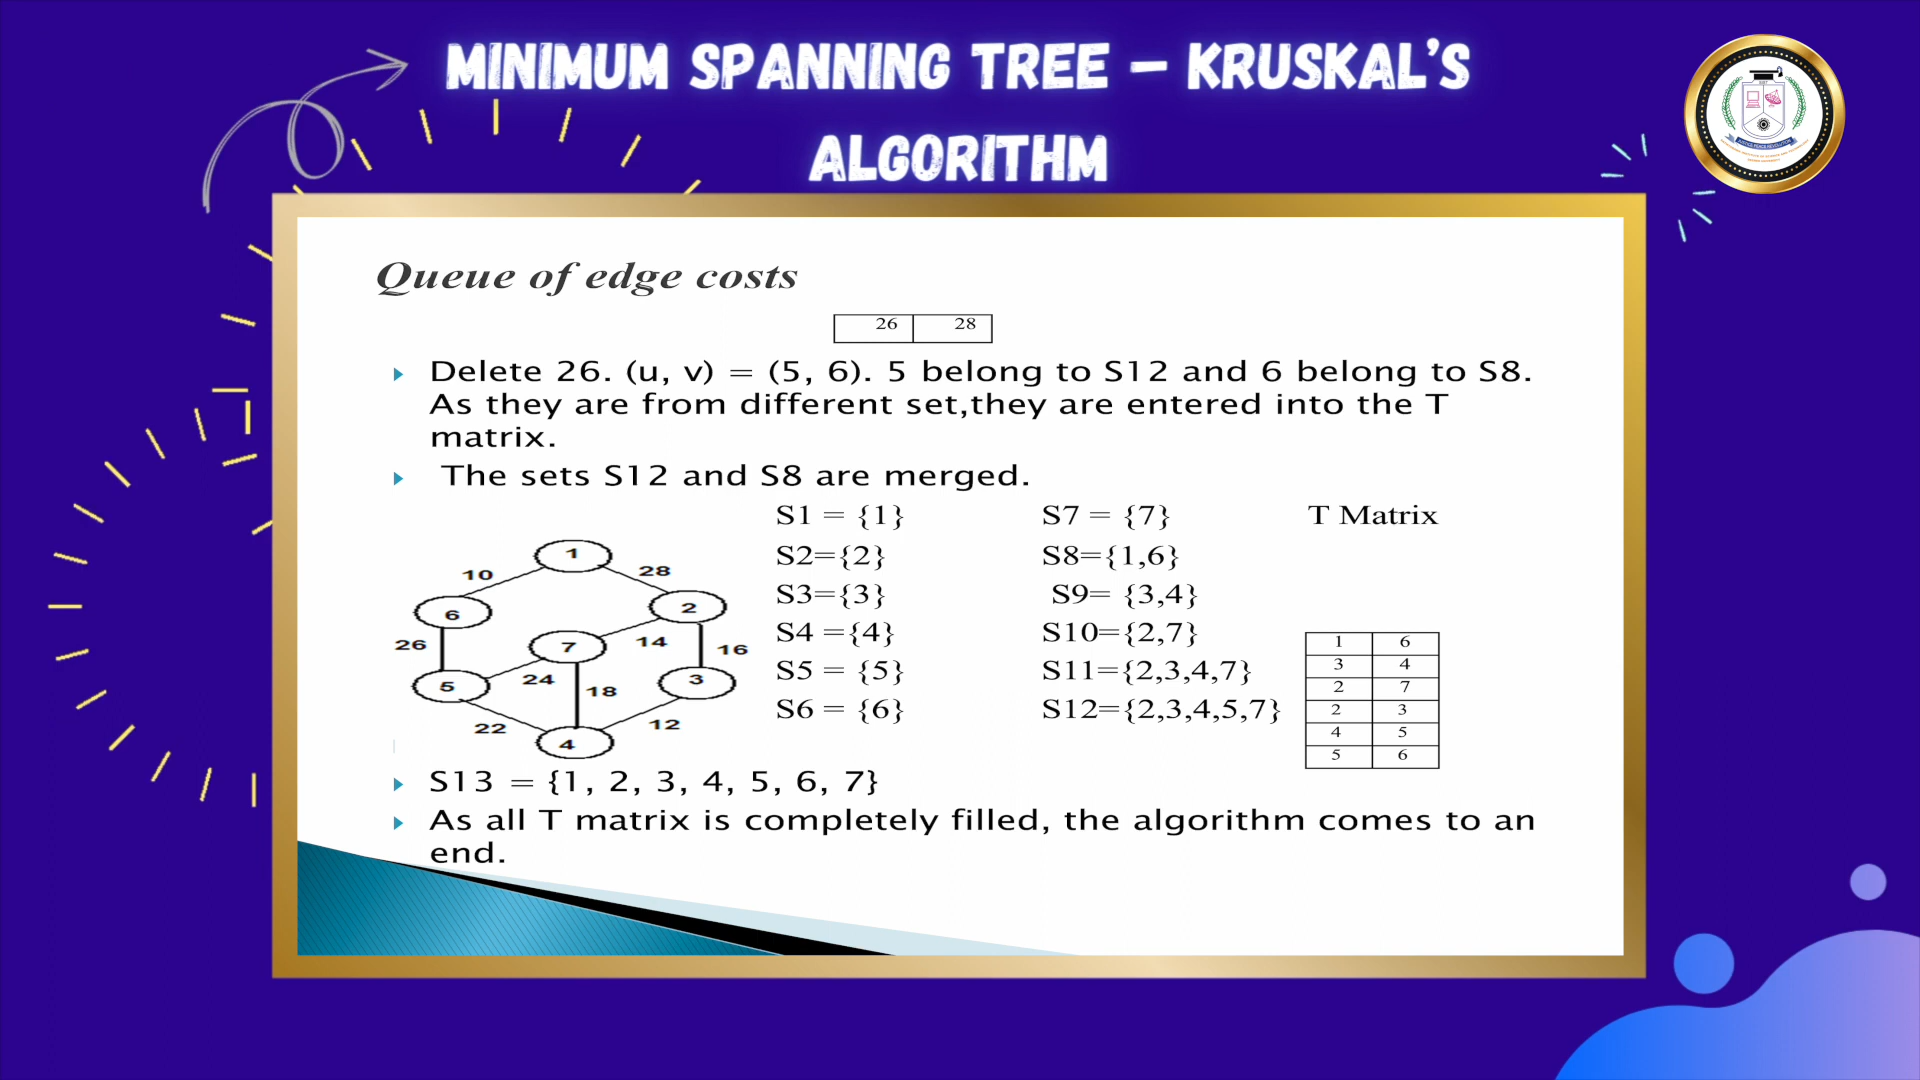 MINIMUM SPANNING TREE – KRUSKAL'S
ALGORITHM
Queue of edge costs
26 28
Delete 26. (u, v) = (5, 6). 5 belong to S12 and 6 belong to S8.
As they are from different set,they are entered into the T
matrix.
The sets S12 and S8 are merged.
S1 = {1}
S2={2}
S3={3}
S4 ={4}
S5 = {5}
S6 = {6}
S7 = {7}
S8={1,6}
S9= {3,4}
S10={2,7}
S11={2,3,4,7}
S12={2,3,4,5,7}
T Matrix
1 6
3 4
2 7
2 3
4 5
5 6
1
10 28
6 2
26 7 14 16
5 24 18 3
22 12
4
S13 = {1, 2, 3, 4, 5, 6, 7}
As all T matrix is completely filled, the algorithm comes to an
end.